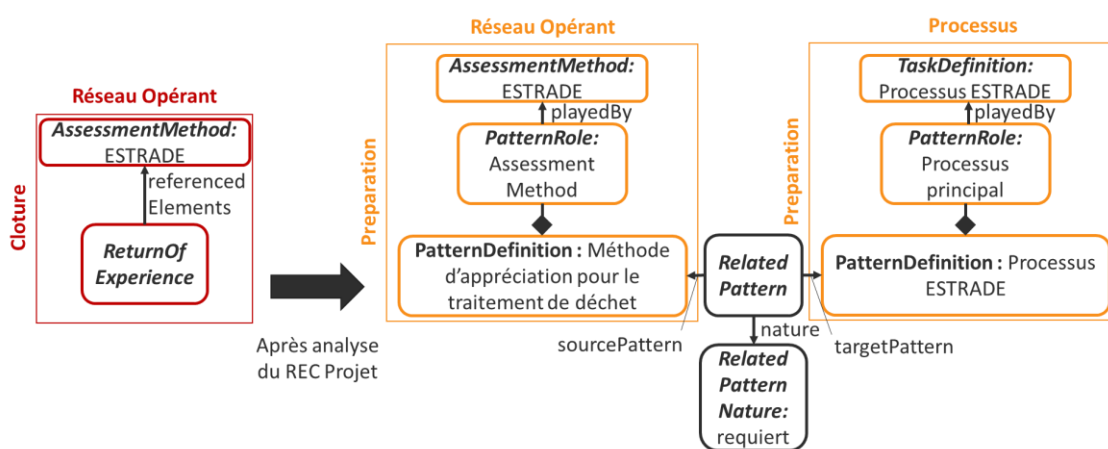 Réseau Opérant
Cloture
AssessmentMethod:
ESTRADE
referenced
Elements
ReturnOf
Experience
Après analyse
du REC Projet
Réseau Opérant
Preparation
AssessmentMethod:
ESTRADE
playedBy
PatternRole:
Assessment
Method
PatternDefinition : Méthode
d’appréciation pour le
traitement de déchet
sourcePattern
Related
Pattern
nature
Related
Pattern
Nature:
requiert
targetPattern
Processus
Preparation
TaskDefinition:
Processus ESTRADE
playedBy
PatternRole:
Processus
principal
PatternDefinition : Processus
ESTRADE